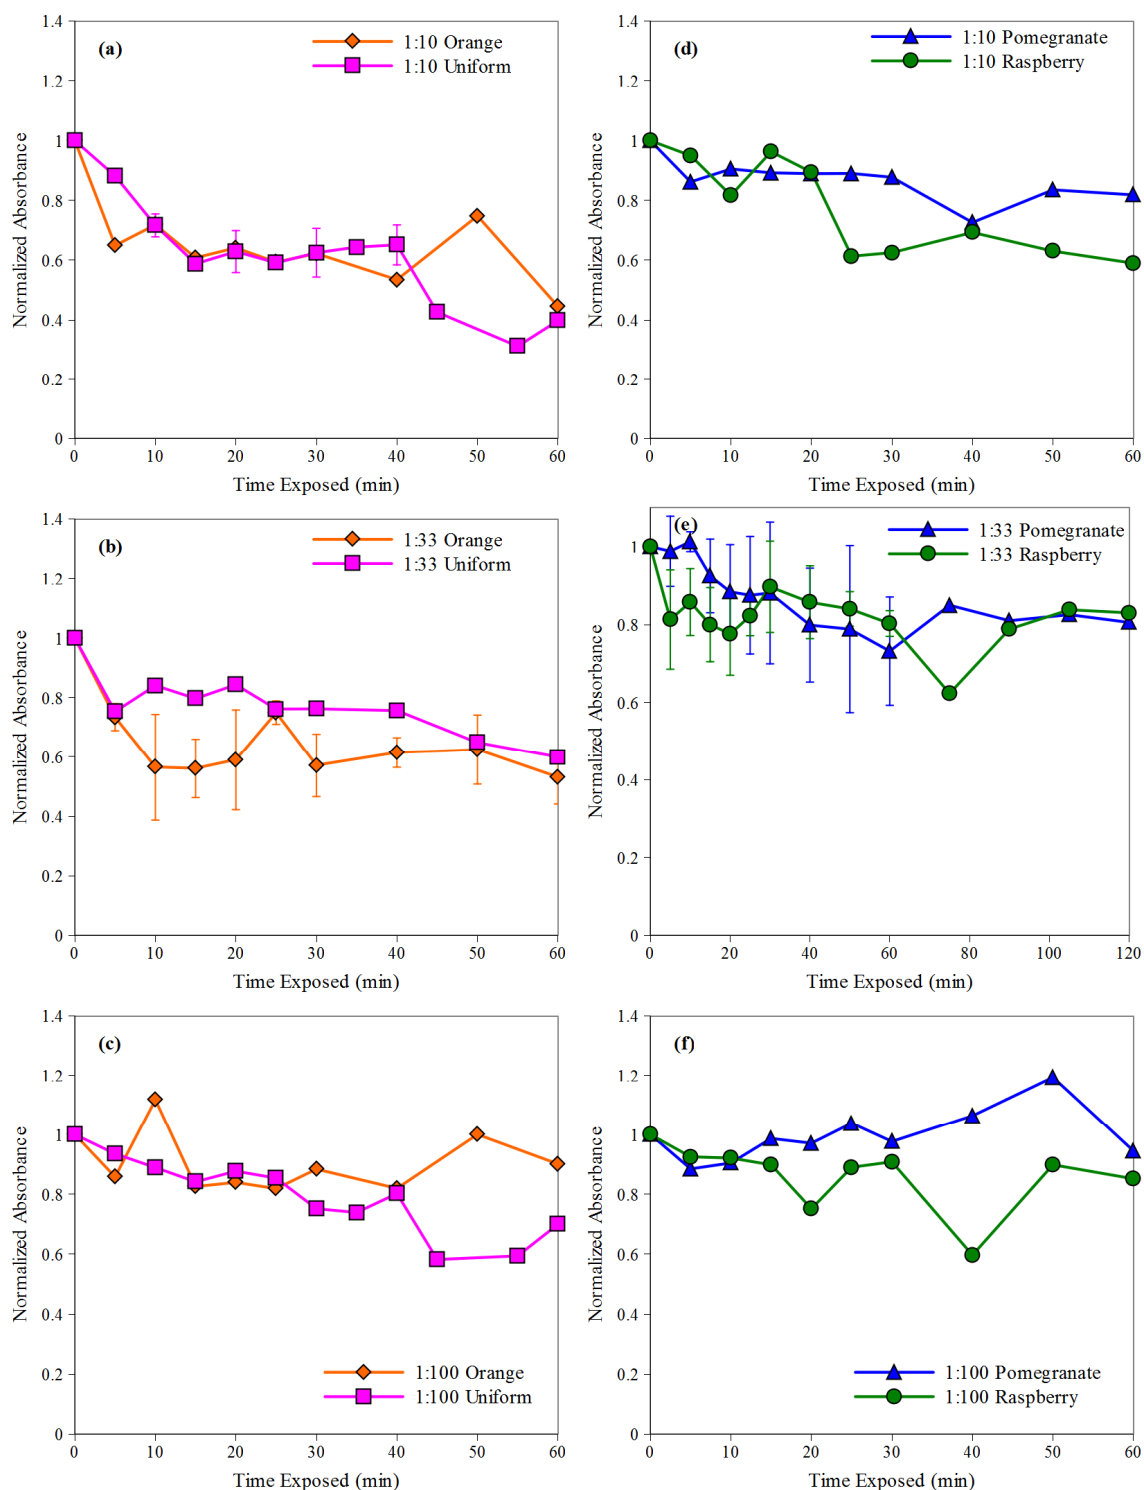 (a)
1:10 Orange
1:10 Uniform
Normalized Absorbance
1.4
1.2
1
0.8
0.6
0.4
0.2
0
0 10 20 30 40 50 60
Time Exposed (min)
(d)
1:10 Pomegranate
1:10 Raspberry
Normalized Absorbance
1.4
1.2
1
0.8
0.6
0.4
0.2
0
0 10 20 30 40 50 60
Time Exposed (min)
(b)
1:33 Orange
1:33 Uniform
Normalized Absorbance
1.4
1.2
1
0.8
0.6
0.4
0.2
0
0 10 20 30 40 50 60
Time Exposed (min)
(e)
1:33 Pomegranate
1:33 Raspberry
Normalized Absorbance
1
0.8
0.6
0.4
0.2
0
0 20 40 60 80 100 120
Time Exposed (min)
(c)
1:100 Orange
1:100 Uniform
Normalized Absorbance
1.4
1.2
1
0.8
0.6
0.4
0.2
0
0 10 20 30 40 50 60
Time Exposed (min)
(f)
1:100 Pomegranate
1:100 Raspberry
Normalized Absorbance
1.4
1.2
1
0.8
0.6
0.4
0.2
0
0 10 20 30 40 50 60
Time Exposed (min)